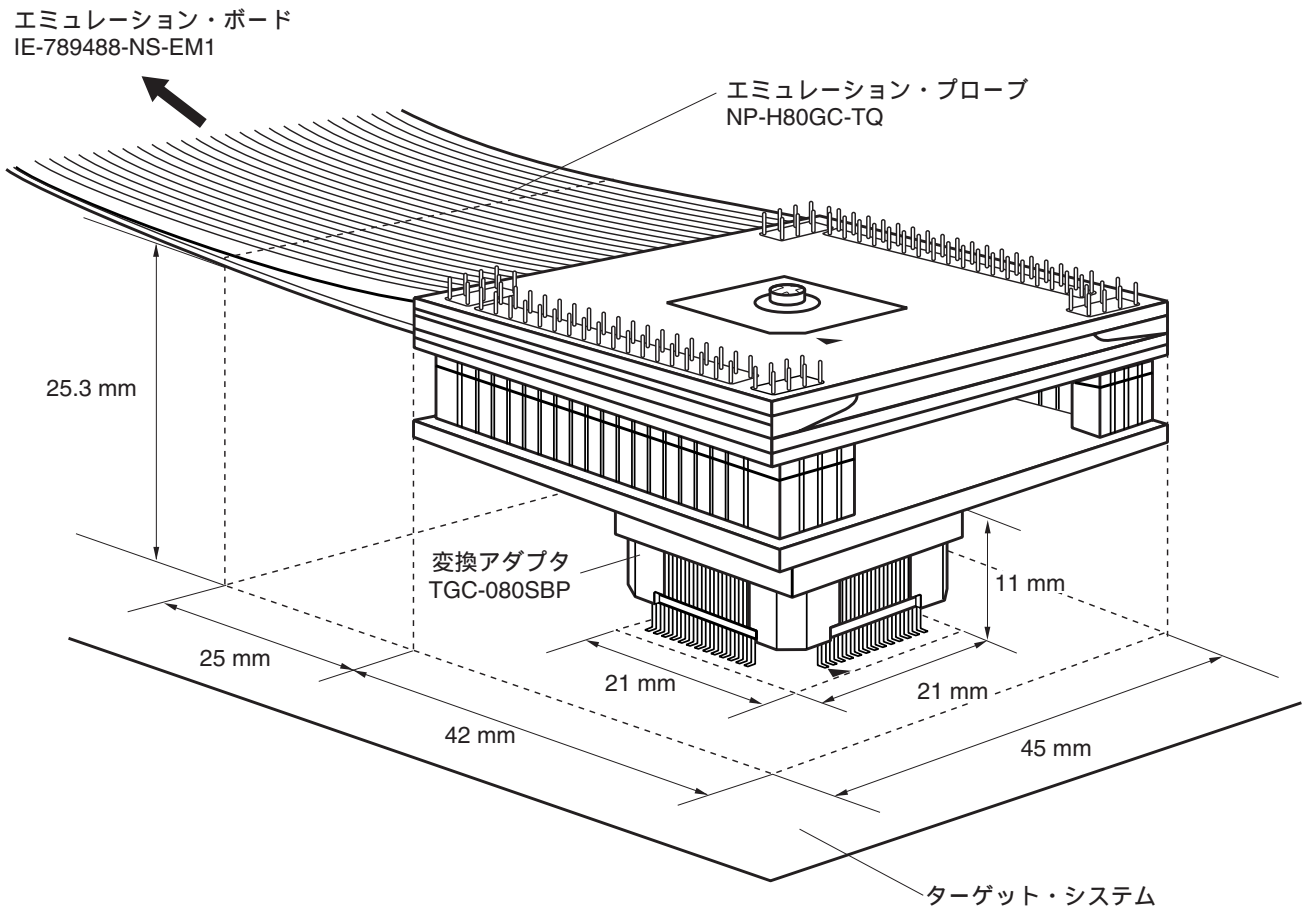 エミュレーション・ボード
IE-789488-NS-EM1
エミュレーション・プローブ
NP-H80GC-TQ
25.3 mm
変換アダプタ
TGC-080SBP
11 mm
25 mm
21 mm
21 mm
42 mm
45 mm
ターゲット・システム